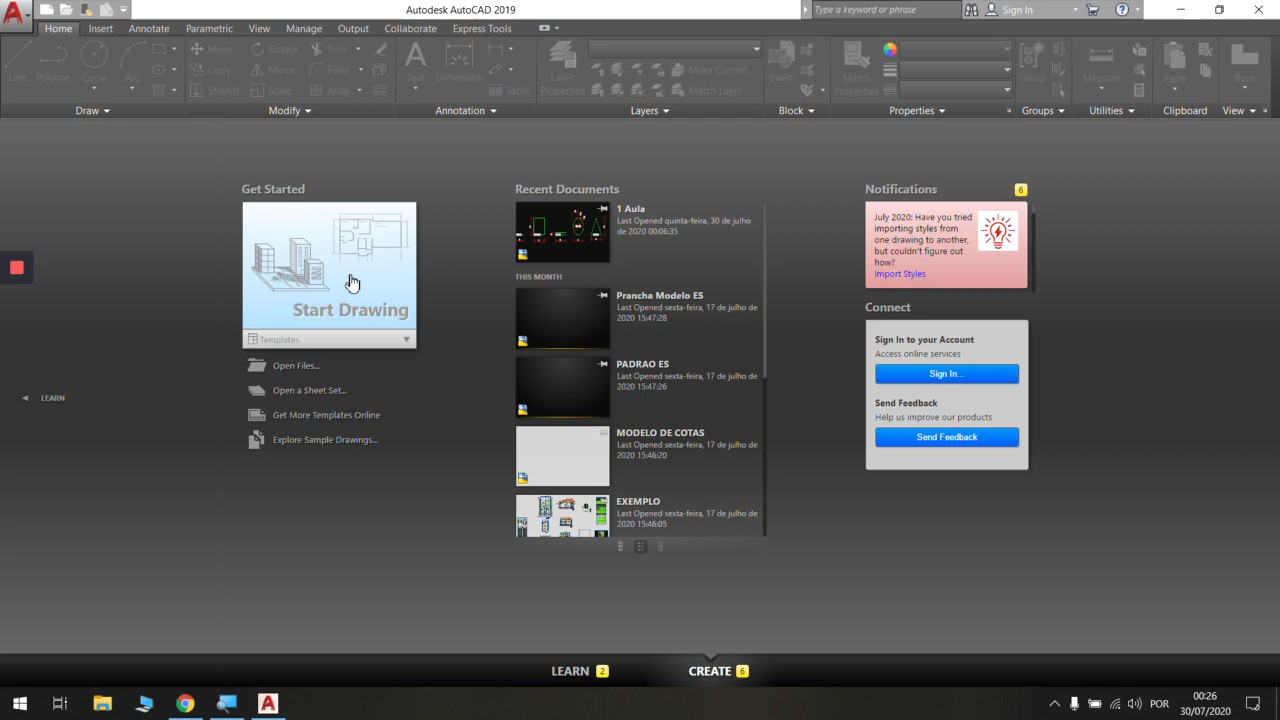 Autodesk AutoCAD 2019
Type a keyword or phrase
Sign In
Home Insert Annotate Parametric View Manage Output Collaborate Express Tools
Line Polyline Circle Arc
Move Rotate Trim
Copy Mirror Fillet
Stretch Scale Array
Text Dimension Table
Layer Properties
Make Current
Match Layer
Insert
Match Properties
Group
Measure
Paste
Base
Draw Modify Annotation Layers Block Properties Groups Utilities Clipboard View
Get Started
Start Drawing
Templates
Open Files...
Open a Sheet Set...
Get More Templates Online
Explore Sample Drawings...
LEARN
Recent Documents
1 Aula
Last Opened quinta-feira, 30 de julho
de 2020 00:06:35
THIS MONTH
Prancha Modelo ES
Last Opened sexta-feira, 17 de julho de
2020 15:47:28
PADRAO ES
Last Opened sexta-feira, 17 de julho de
2020 15:47:26
MODELO DE COTAS
Last Opened sexta-feira, 17 de julho de
2020 15:46:20
EXEMPLO
Last Opened sexta-feira, 17 de julho de
2020 15:46:05
Notifications 6
July 2020: Have you tried
importing styles from
one drawing to another,
but couldn't figure out
how?
Import Styles
Connect
Sign In to your Account
Access online services
Sign In...
Send Feedback
Help us improve our products
Send Feedback
LEARN 2 CREATE 6
POR
00:26
30/07/2020